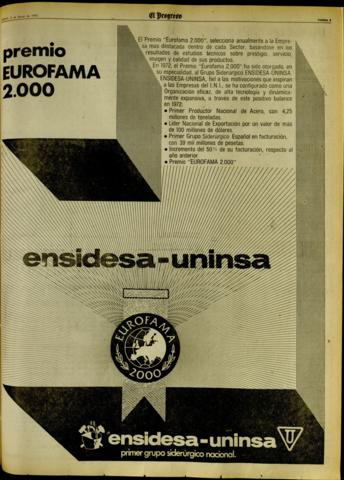 El Progreso
premio
EUROFAMA
2.000
El Premio "Eurofama 2.000", selecciona anualmente a la Empre-
sa más destacada dentro de cada Sector, basándose en los
resultados de estudios técnicos sobre prestigio, servicio,
imagen y calidad de sus productos.
En 1972, el Premio "Eurofama 2.000" ha sido otorgado, en
su especialidad, al Grupo Siderúrgico ENSIDESA-UNINSA.
ENSIDESA-UNINSA, fiel a las motivaciones que inspiran
a las Empresas del I.N.I., se ha configurado como una
Organización eficaz, de alta tecnología y dinámica-
mente expansiva, a través de este positivo balance
en 1972:
• Primer Productor Nacional de Acero, con 4,25
millones de toneladas.
• Líder Nacional de Exportación por un valor de más
de 100 millones de dólares.
• Primer Grupo Siderúrgico Español en facturación,
con 39 mil millones de pesetas.
• Incremento del 50% de su facturación, respecto al
año anterior.
• Premio "EUROFAMA 2.000"
ensidesa-uninsa
EUROFAMA
2000
ensidesa-uninsa
primer grupo siderúrgico nacional.